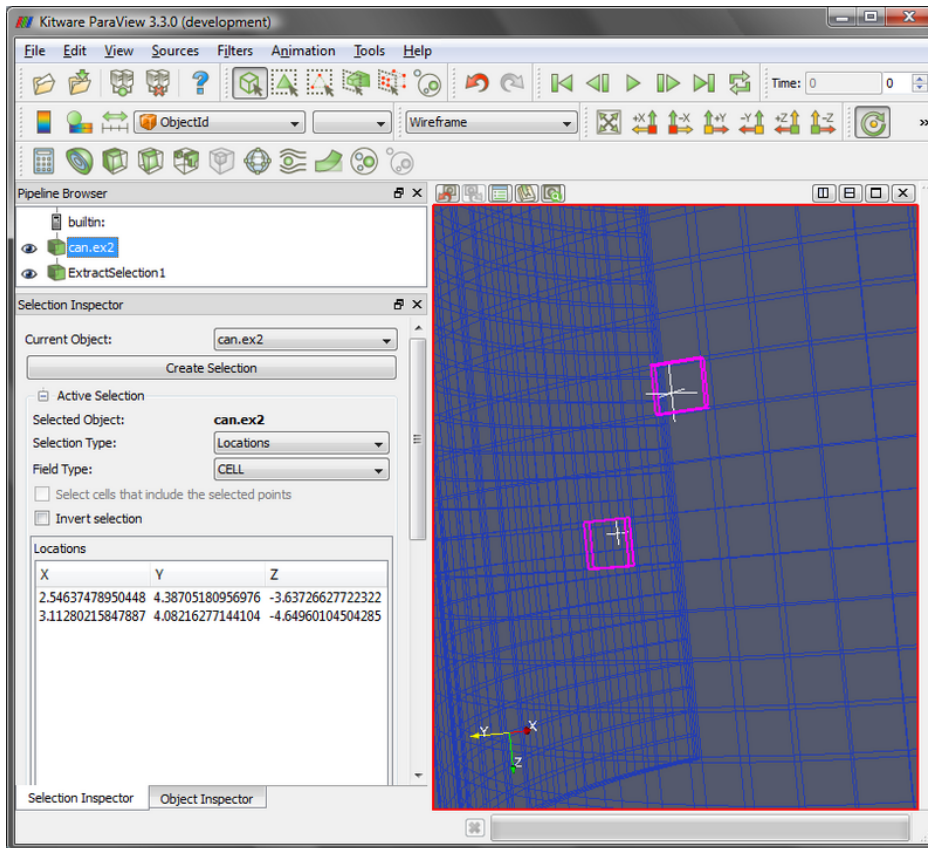 Kitware ParaView 3.3.0 (development)
File Edit View Sources Filters Animation Tools Help
Time: 0 0
ObjectId Wireframe +X -X +Y -Y +Z -Z »
Pipeline Browser
builtin:
can.ex2
ExtractSelection1
Selection Inspector
Current Object: can.ex2
Create Selection
Active Selection
Selected Object: can.ex2
Selection Type: Locations
Field Type: CELL
Select cells that include the selected points
Invert selection
Locations
X Y Z
2.54637478950448 4.38705180956976 -3.63726627722322
3.11280215847887 4.08216277144104 -4.64960104504285
Y X
Z
Selection Inspector Object Inspector